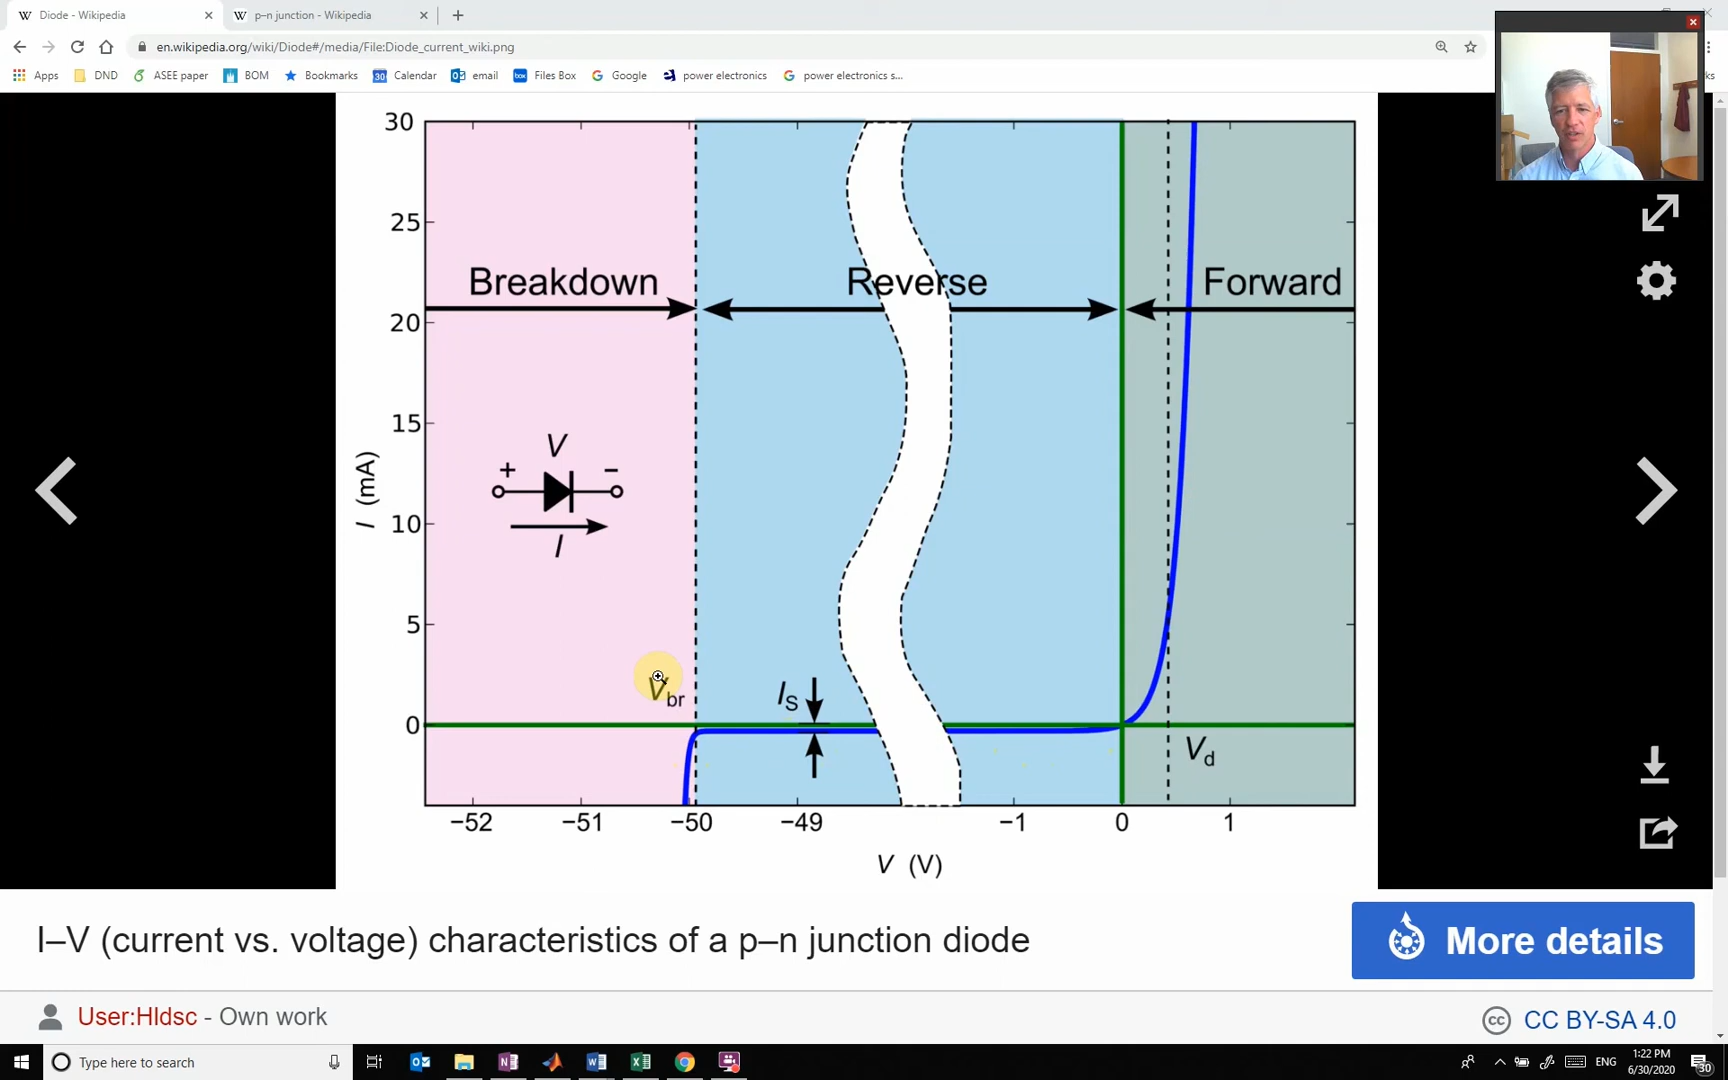 Diode - Wikipedia
p–n junction - Wikipedia
en.wikipedia.org/wiki/Diode#/media/File:Diode_current_wiki.png
Apps
DND
ASEE paper
BOM
Bookmarks
30
Calendar
email
box
Files Box
Google
power electronics
power electronics s...
30
25
20
15
10
5
0
I (mA)
Breakdown
Reverse
Forward
V
+
−
I
Vbr
IS
Vd
−52
−51
−50
−49
−1
0
1
V (V)
I–V (current vs. voltage) characteristics of a p–n junction diode
More details
User:Hldsc - Own work
cc
CC BY-SA 4.0
Type here to search
ENG
1:22 PM
6/30/2020
30